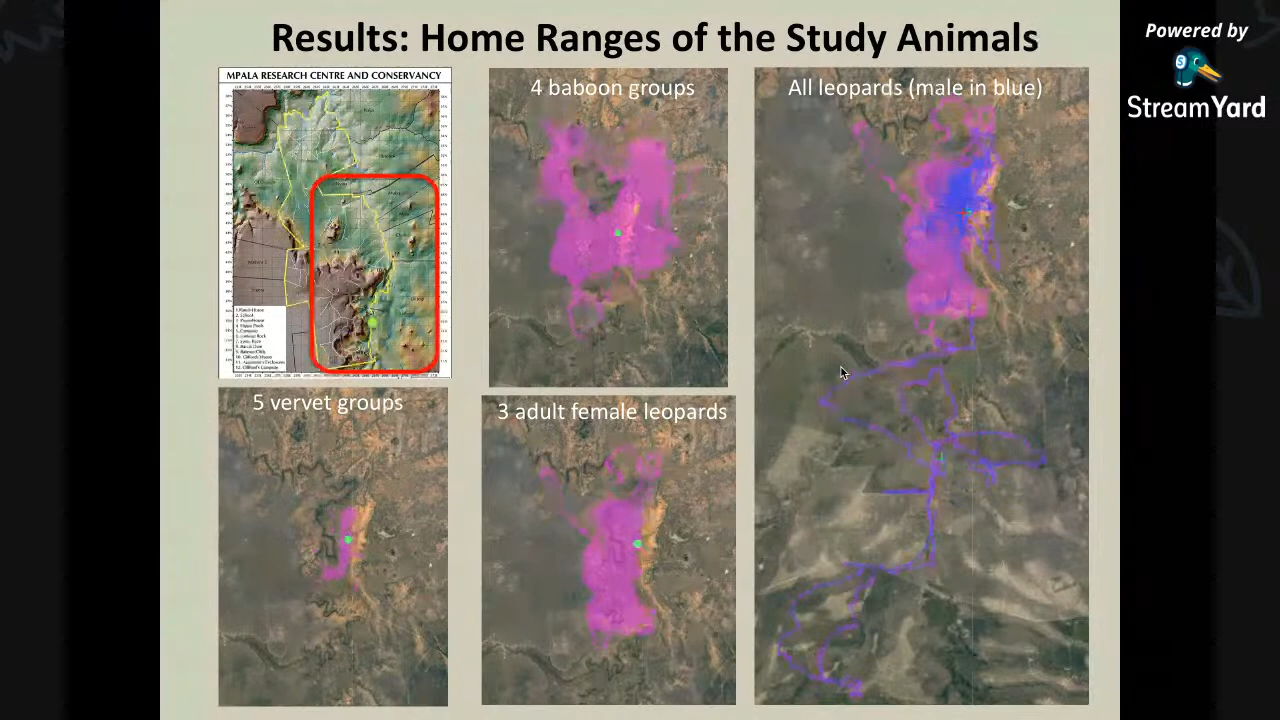 Results: Home Ranges of the Study Animals
Powered by
StreamYard
MPALA RESEARCH CENTRE AND CONSERVANCY
4 baboon groups
All leopards (male in blue)
5 vervet groups
3 adult female leopards